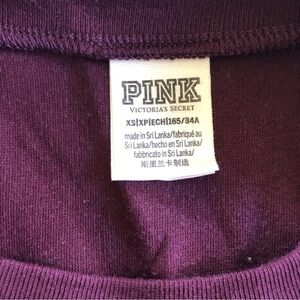 PINK
VICTORIA'S SECRET
XS|XP|ECH|165/84A
made in Sri Lanka/fabriqué au
Sri Lanka/hecho en Sri Lanka/
fabbricato in Sri Lanka/
斯里兰卡制造